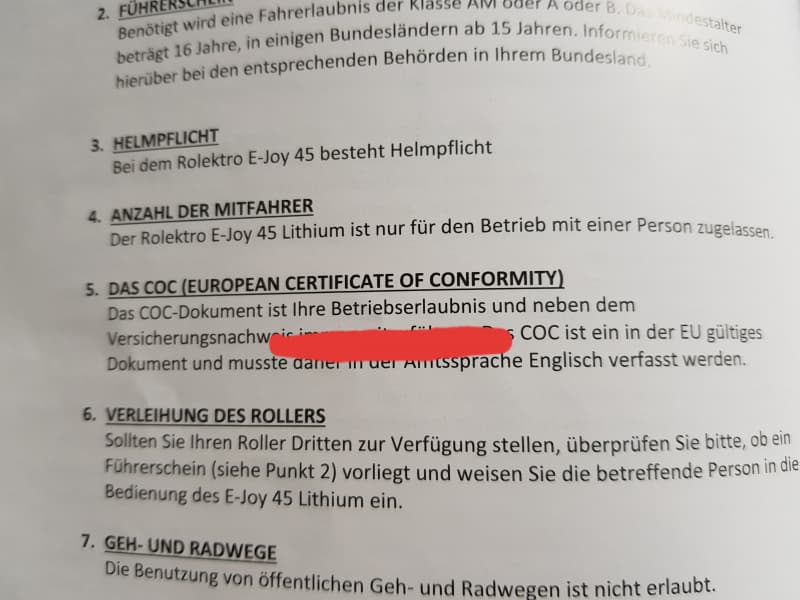 2. FÜHRERSCHEIN
Benötigt wird eine Fahrerlaubnis der Klasse AM oder A oder B. Das Mindestalter
beträgt 16 Jahre, in einigen Bundesländern ab 15 Jahren. Informieren Sie sich
hierüber bei den entsprechenden Behörden in Ihrem Bundesland.
3. HELMPFLICHT
Bei dem Rolektro E-Joy 45 besteht Helmpflicht
4. ANZAHL DER MITFAHRER
Der Rolektro E-Joy 45 Lithium ist nur für den Betrieb mit einer Person zugelassen.
5. DAS COC (EUROPEAN CERTIFICATE OF CONFORMITY)
Das COC-Dokument ist Ihre Betriebserlaubnis und neben dem
COC ist ein in der EU gültiges
Dokument und musste daher in der Amtssprache Englisch verfasst werden.
6. VERLEIHUNG DES ROLLERS
Sollten Sie Ihren Roller Dritten zur Verfügung stellen, überprüfen Sie bitte, ob ein
Führerschein (siehe Punkt 2) vorliegt und weisen Sie die betreffende Person in die
Bedienung des E-Joy 45 Lithium ein.
7. GEH- UND RADWEGE
Die Benutzung von öffentlichen Geh- und Radwegen ist nicht erlaubt.